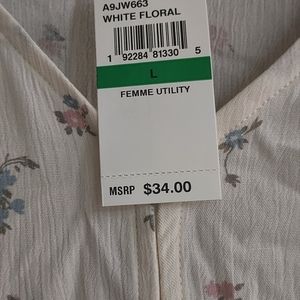 A9JW663
WHITE FLORAL
1 92284 81330 5
L
FEMME UTILITY
MSRP $34.00